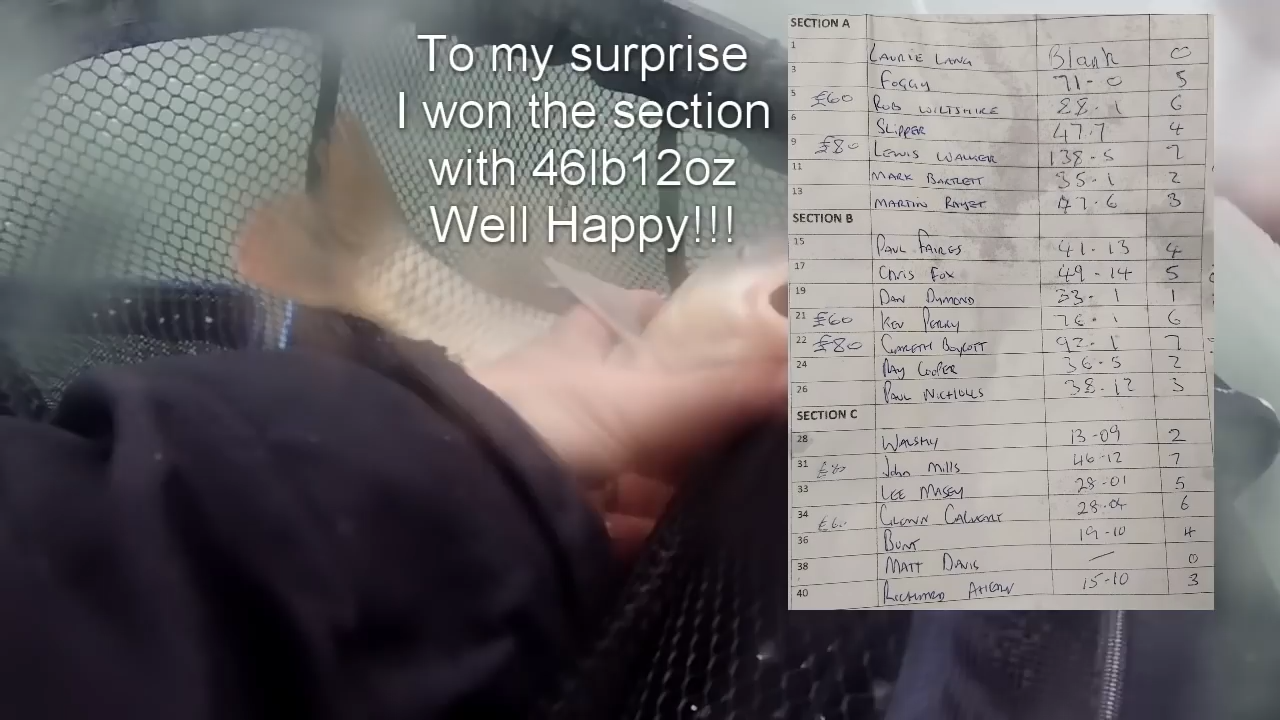 To my surprise
I won the section
with 46lb12oz
Well Happy!!!
SECTION A
1 LAURIE LANG Blank 0
3 FOGGY 71-0 5
5 £60 ROB WILTSHIRE 88.1 6
6 SLIPPER 47.7 4
9 £80 LEWIS WALKER 138-5 7
11 MARK BARTLETT 35-1 2
13 MARTIN 47-6 3
SECTION B
15 PAUL FAIRES 41-13 4
17 Chris Fox 49-14 5
19 DAN DYMOND 33-1 1
21 £60 KEV PERRY 76-1 6
22 £80 GARETH BOYCOTT 92-1 7
24 RAY COOPER 36-5 2
26 PAUL NICHOLLS 38-12 3
SECTION C
28 WALSHY 13-09 2
31 £80 John Mills 46-12 7
33 LEE MASEY 28-01 5
34 GLENN CALVERT 28-04 6
36 BUNT 19-10 4
38 MATT DAVIS — 0
40 RICHARD 15-10 3